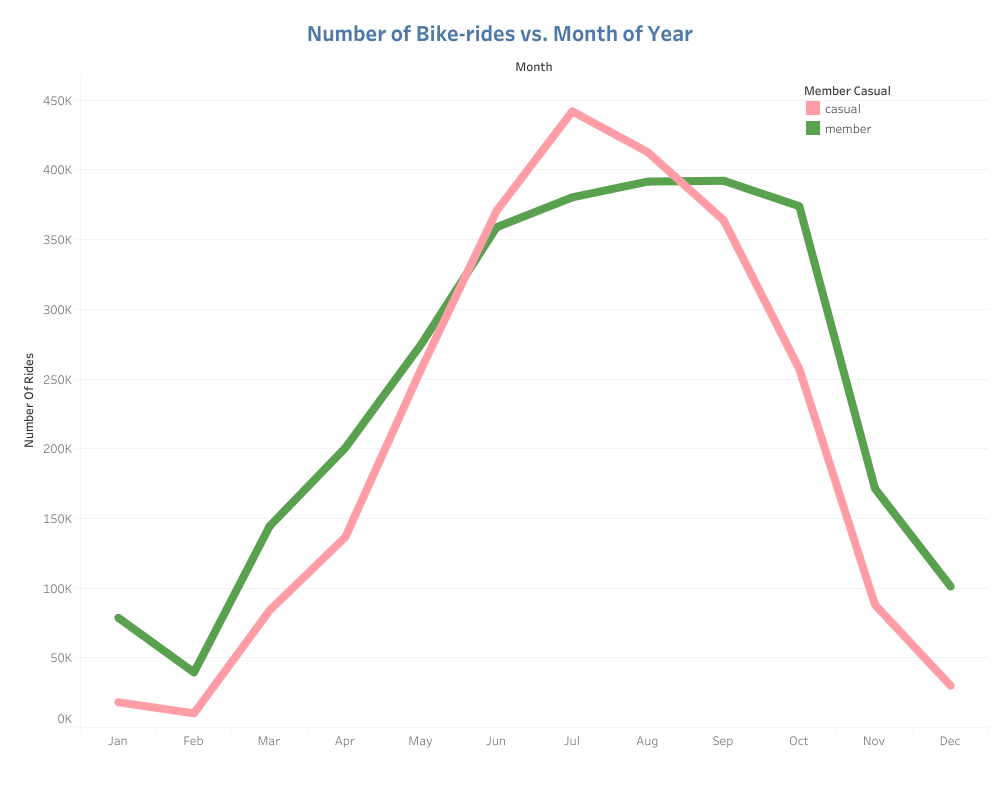 Number of Bike-rides vs. Month of Year
Month
Member Casual
casual
member
Number Of Rides
450K
400K
350K
300K
250K
200K
150K
100K
50K
0K
Jan Feb Mar Apr May Jun Jul Aug Sep Oct Nov Dec